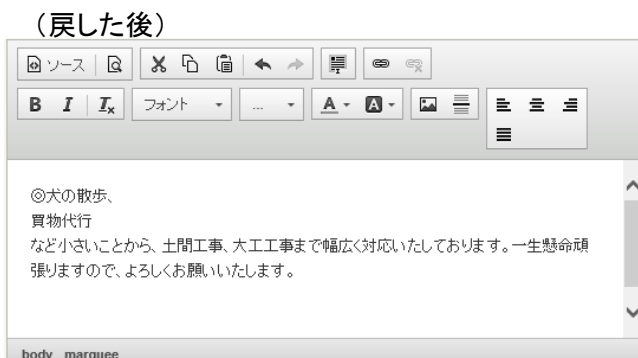 （戻した後）
ソース
B I Tx フォント ... A A
◎犬の散歩、
買物代行
など小さいことから、土間工事、大工工事まで幅広く対応いたしております。一生懸命頑
張りますので、よろしくお願いいたします。
body marquee